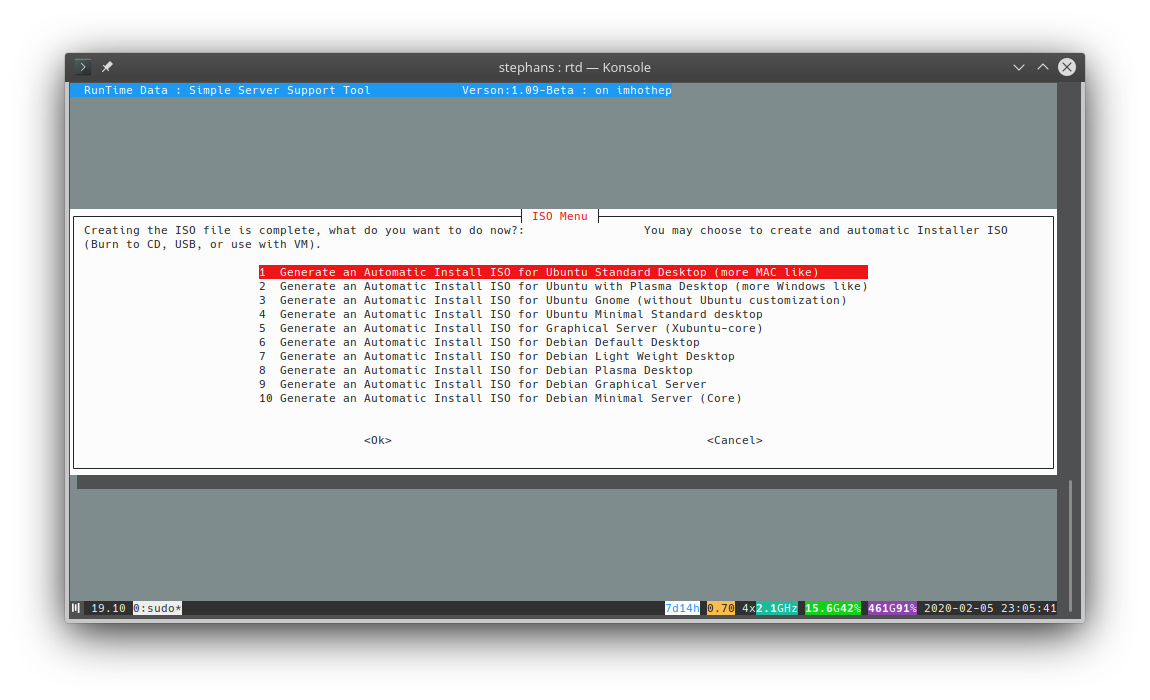 stephans : rtd — Konsole
RunTime Data : Simple Server Support Tool Verson:1.09-Beta : on imhothep
ISO Menu
Creating the ISO file is complete, what do you want to do now?: You may choose to create and automatic Installer ISO
(Burn to CD, USB, or use with VM).
1 Generate an Automatic Install ISO for Ubuntu Standard Desktop (more MAC like)
2 Generate an Automatic Install ISO for Ubuntu with Plasma Desktop (more Windows like)
3 Generate an Automatic Install ISO for Ubuntu Gnome (without Ubuntu customization)
4 Generate an Automatic Install ISO for Ubuntu Minimal Standard desktop
5 Generate an Automatic Install ISO for Graphical Server (Xubuntu-core)
6 Generate an Automatic Install ISO for Debian Default Desktop
7 Generate an Automatic Install ISO for Debian Light Weight Desktop
8 Generate an Automatic Install ISO for Debian Plasma Desktop
9 Generate an Automatic Install ISO for Debian Graphical Server
10 Generate an Automatic Install ISO for Debian Minimal Server (Core)
<Ok> <Cancel>
19.10 0:sudo* 7d14h 0.70 4x2.1GHz 15.6G42% 461G91% 2020-02-05 23:05:41